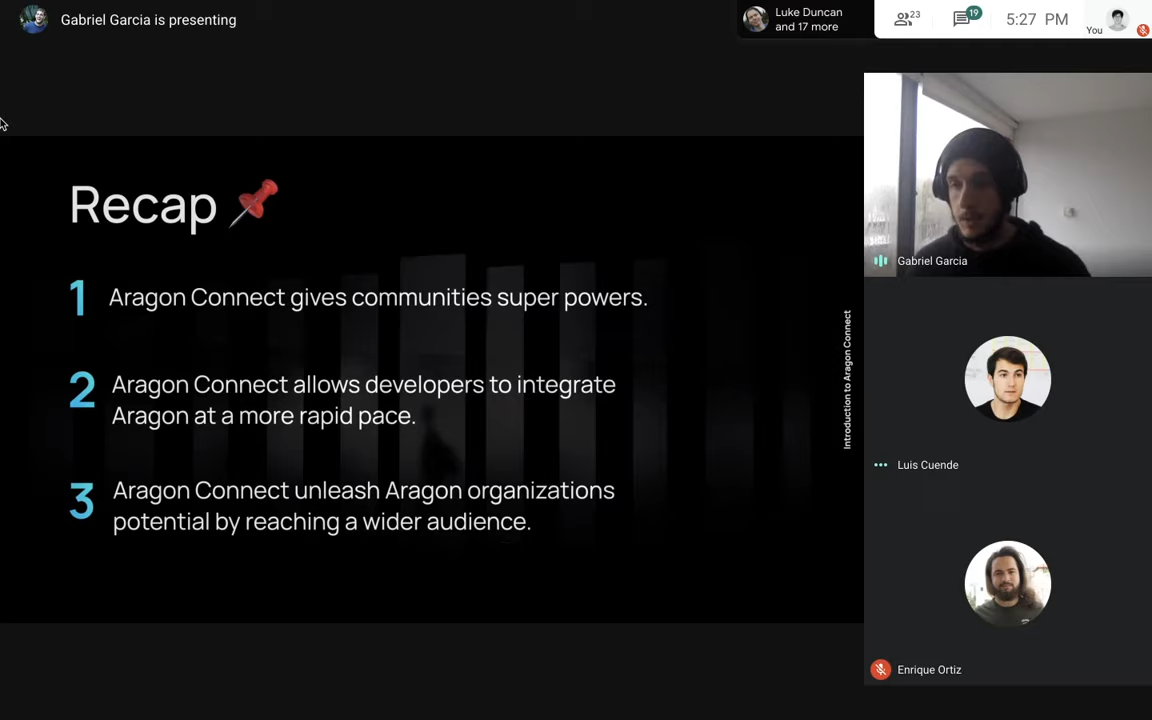 Gabriel Garcia is presenting
Luke Duncan
and 17 more
23
19
5:27 PM
You
Recap
1 Aragon Connect gives communities super powers.
2 Aragon Connect allows developers to integrate
Aragon at a more rapid pace.
3 Aragon Connect unleash Aragon organizations
potential by reaching a wider audience.
Introduction to Aragon Connect
Gabriel Garcia
Luis Cuende
Enrique Ortiz